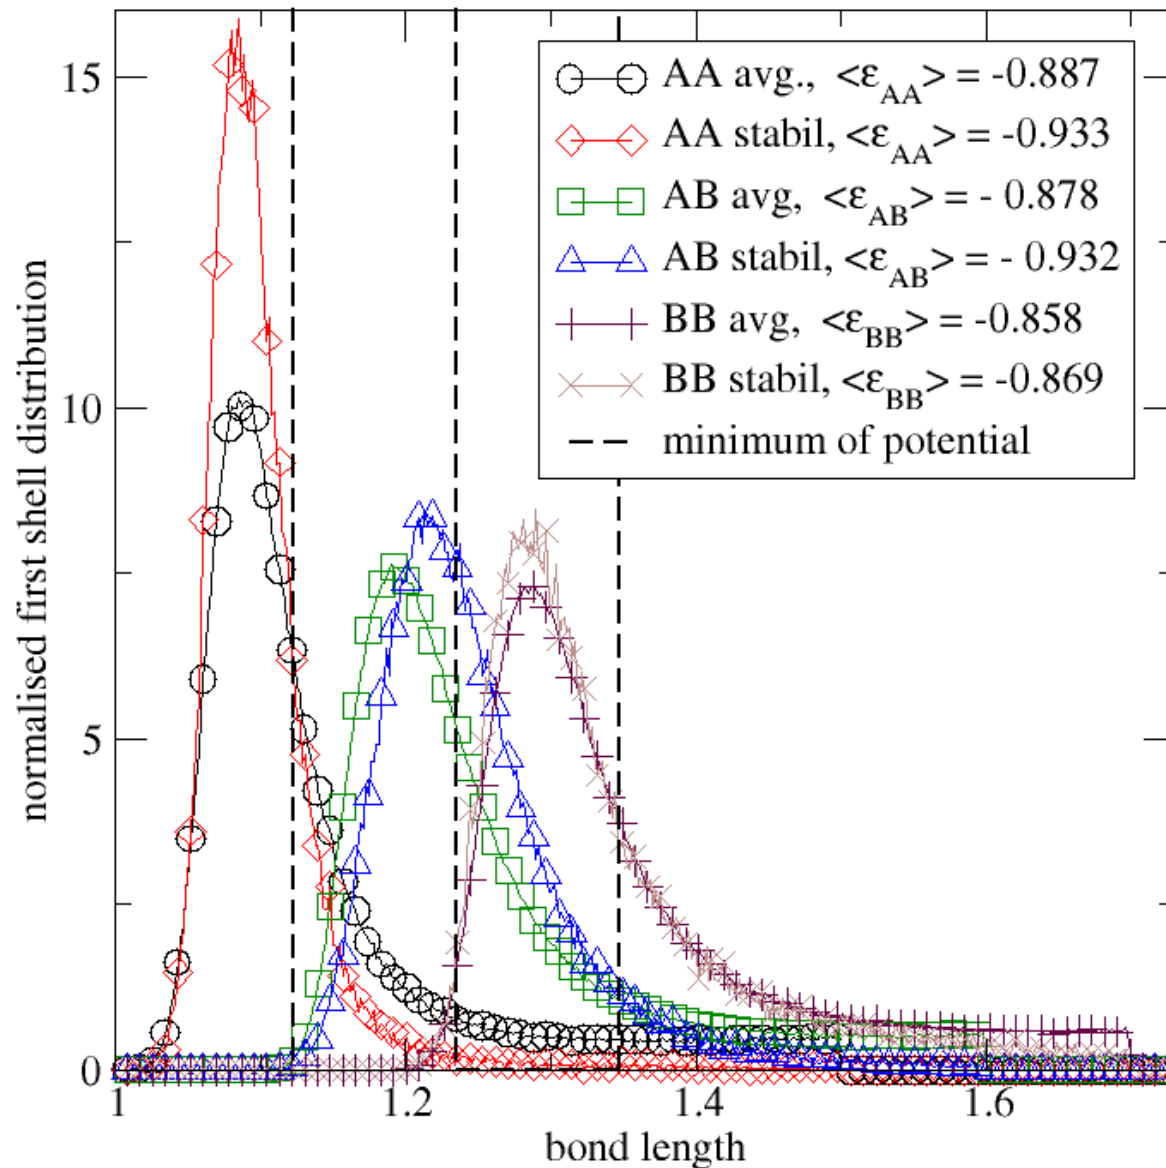 15
10
5
0
1
1.2
1.4
1.6
normalised first shell distribution
bond length
AA avg., <ε_AA> = -0.887
AA stabil, <ε_AA> = -0.933
AB avg, <ε_AB> = - 0.878
AB stabil, <ε_AB> = - 0.932
BB avg, <ε_BB> = -0.858
BB stabil, <ε_BB> = -0.869
minimum of potential